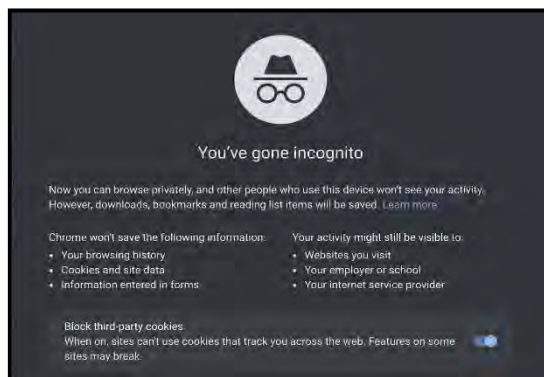 You've gone incognito
Now you can browse privately, and other people who use this device won't see your activity.
However, downloads, bookmarks and reading list items will be saved. Learn more
Chrome won't save the following information:
• Your browsing history
• Cookies and site data
• Information entered in forms
Your activity might still be visible to:
• Websites you visit
• Your employer or school
• Your internet service provider
Block third-party cookies
When on, sites can't use cookies that track you across the web. Features on some
sites may break.